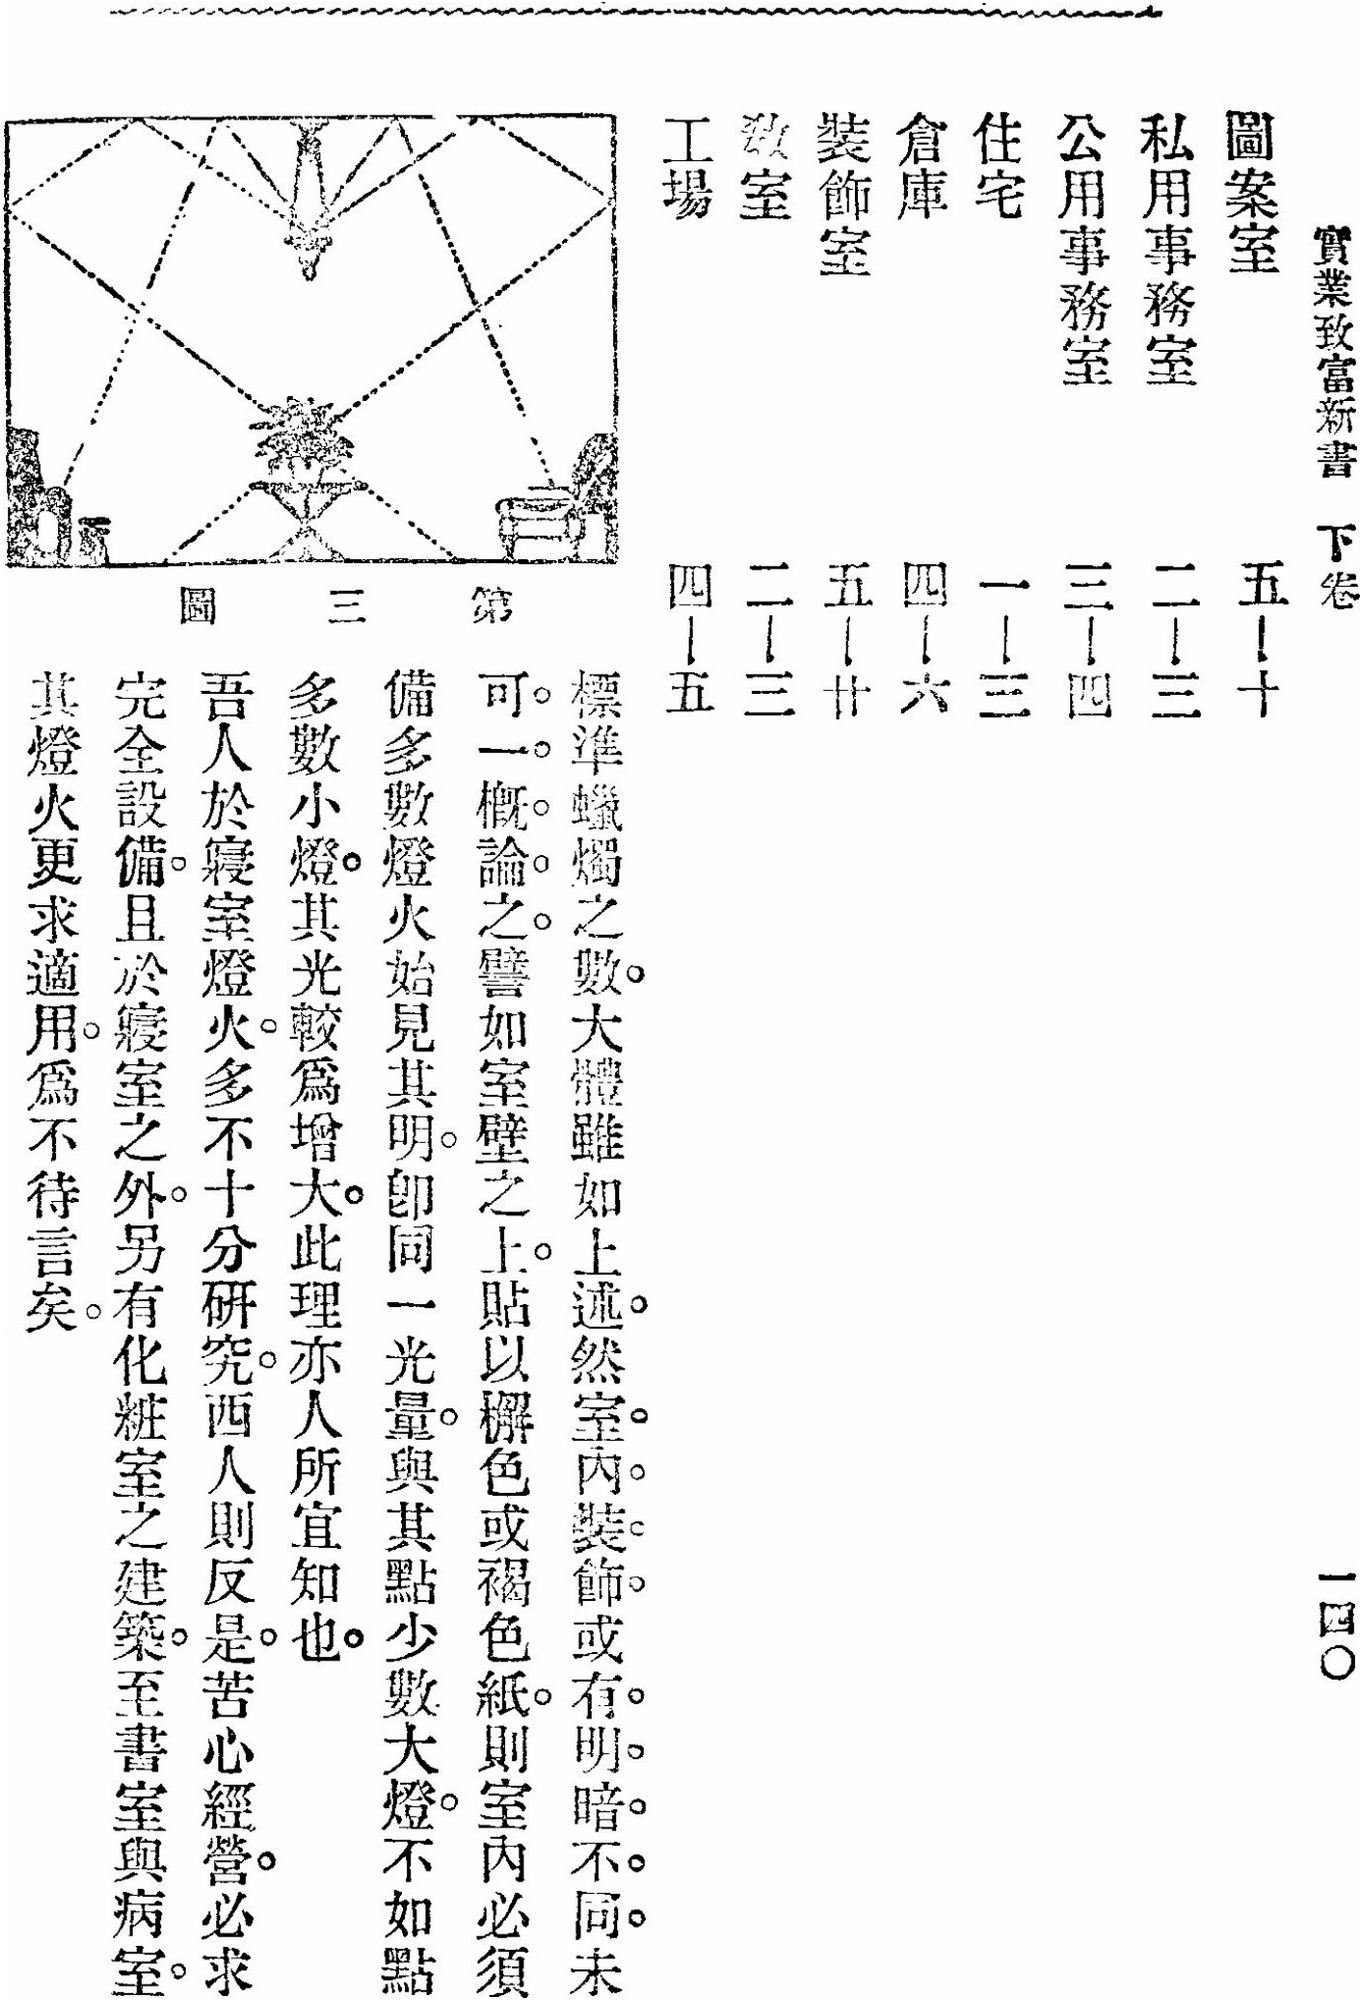 實業致富新書　下卷　一四〇
圖案室　五—十
私用事務室　二—三
公用事務室　三—四
住宅　一—三
倉庫　四—六
裝飾室　五—廿
教室　二—三
工場　四—五
第三圖
標準蠟燭之數。大體雖如上述。然室。內。裝。飾。或有。明。暗。不。同。未
可。一。概。論。之。譬如室壁之上。貼以檞色或褐色紙。則室內必須
備多數燈火始見其明。卽同一光量。與其點少數大燈。不如點
多數小燈。其光較爲增大。此理亦人所宜知也。
吾人於寢室燈火。多不十分研究。西人則反是。苦心經營。必求
完全設備。且於寢室之外。另有化粧室之建築。至書室與病室。
其燈火更求適用。爲不待言矣。